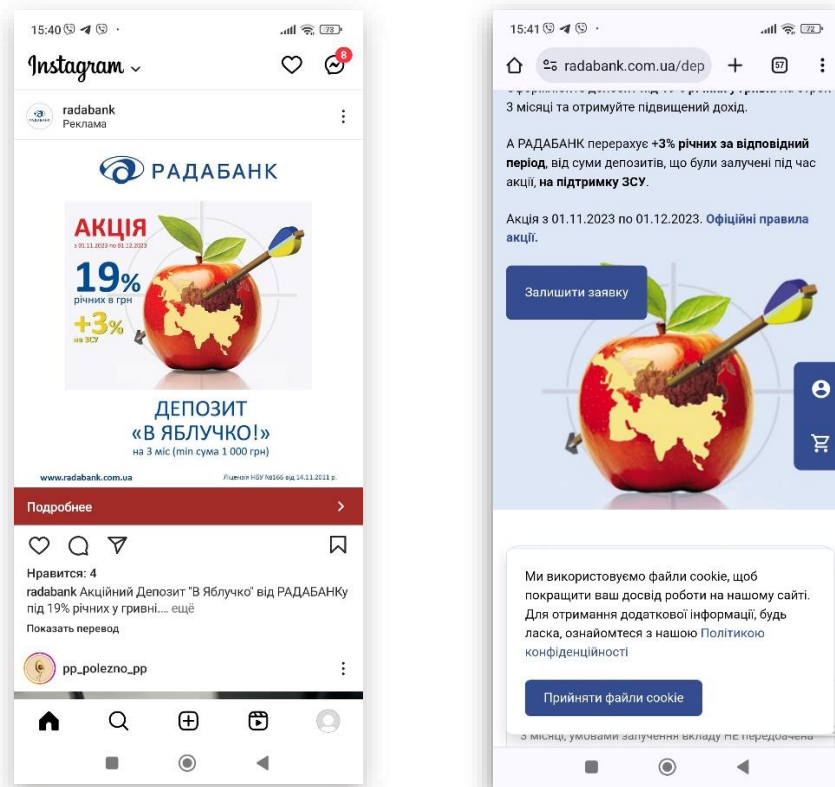 15:40
73
Instagram
8
radabank
Реклама
РАДАБАНК
АКЦІЯ
з 01.11.2023 по 01.12.2023
19%
річних в грн
+3%
на ЗСУ
ДЕПОЗИТ
«В ЯБЛУЧКО!»
на 3 міс (min сума 1 000 грн)
www.radabank.com.ua
Ліцензія НБУ №166 від 14.11.2011 р.
Подробнее
Нравится: 4
radabank Акційний Депозит "В Яблучко" від РАДАБАНКу
під 19% річних у гривні.... ещё
Показать перевод
pp_polezno_pp
15:41
72
radabank.com.ua/dep
57
3 місяці та отримуйте підвищений дохід.
А РАДАБАНК перерахує +3% річних за відповідний
період, від суми депозитів, що були залучені під час
акції, на підтримку ЗСУ.
Акція з 01.11.2023 по 01.12.2023. Офіційні правила
акції.
Залишити заявку
Ми використовуємо файли cookie, щоб
покращити ваш досвід роботи на нашому сайті.
Для отримання додаткової інформації, будь
ласка, ознайомтеся з нашою Політикою
конфіденційності
Прийняти файли cookie
3 місяці, умовами залучення вкладу НЕ передбачена